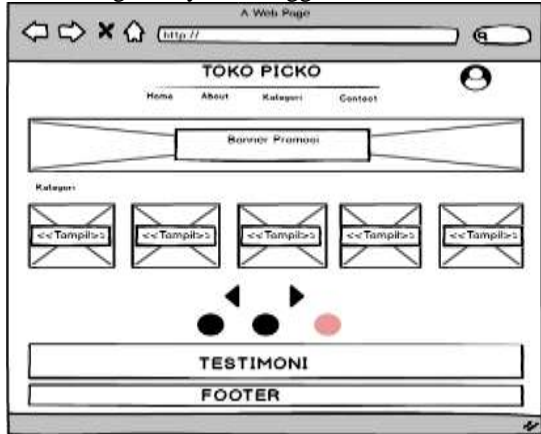 A Web Page
http://
TOKO PICKO
Home About Kategori Contact
Banner Promosi
Kategori
<<Tampil>> <<Tampil>> <<Tampil>> <<Tampil>> <<Tampil>>
TESTIMONI
FOOTER